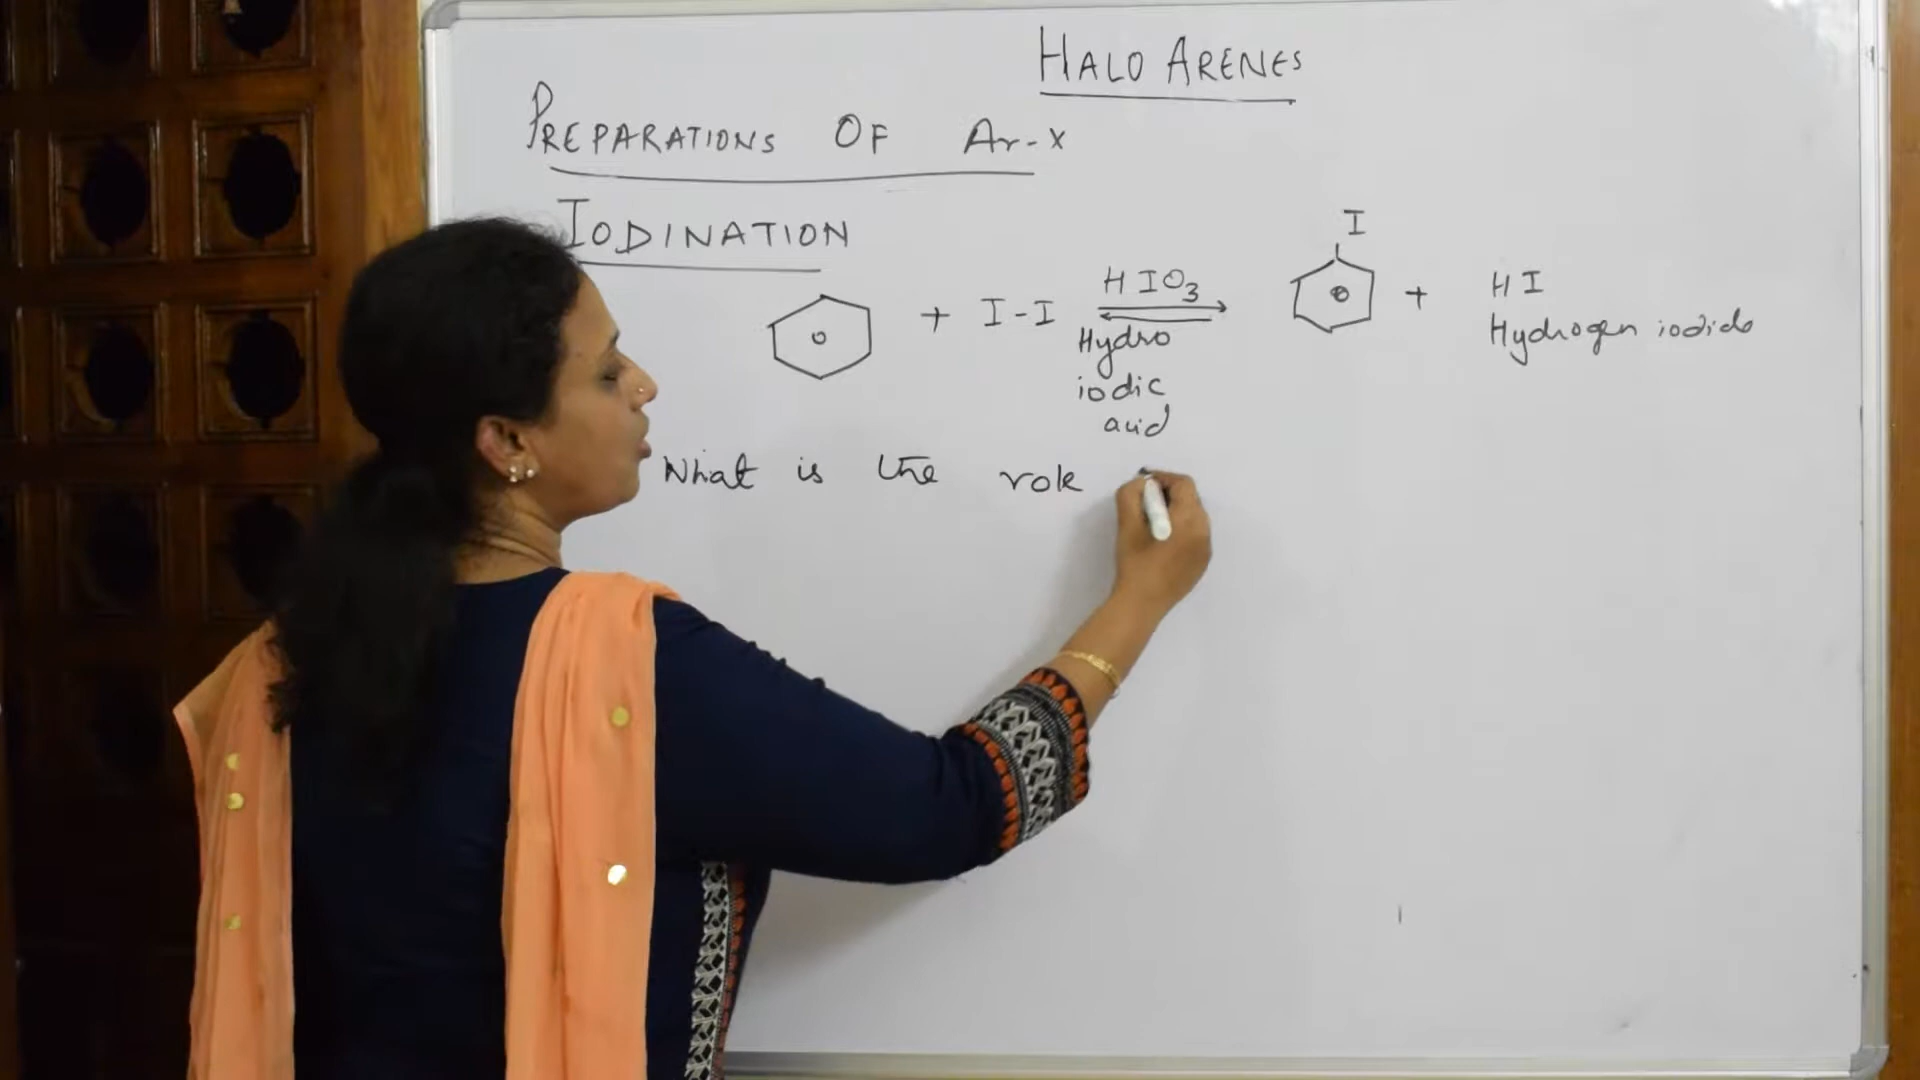 HALO ARENES
PREPARATIONS OF Ar-X
IODINATION
+ I-I HIO3 I + HI
Hydro iodic acid
Hydrogen iodide
What is the role